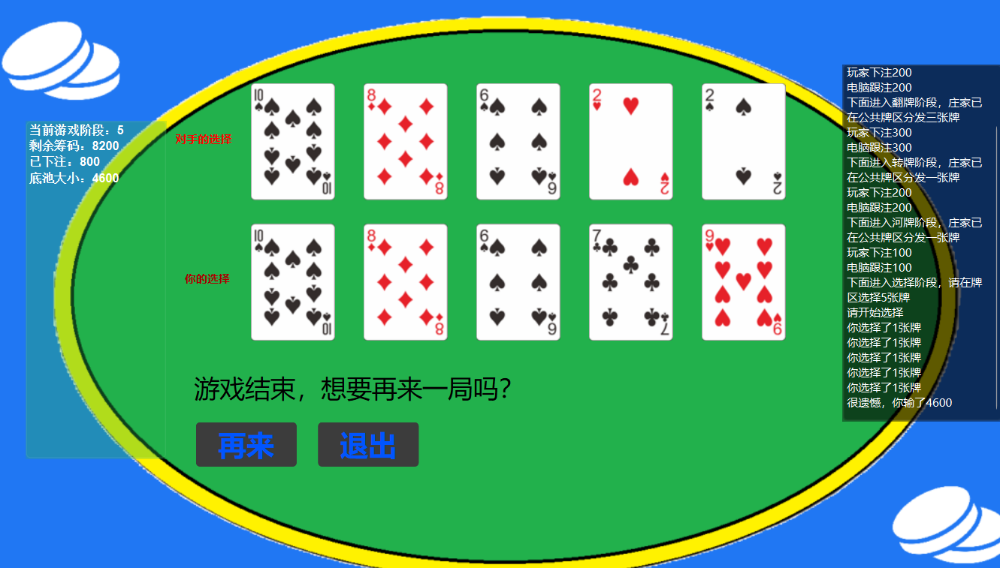 当前游戏阶段：5
剩余筹码：8200
已下注：800
底池大小：4600
对手的选择
10
10
8
8
6
6
2
2
2
2
你的选择
10
10
8
8
6
6
7
7
9
9
游戏结束，想要再来一局吗？
再来
退出
玩家下注200
电脑跟注200
下面进入翻牌阶段，庄家已
在公共牌区分发三张牌
玩家下注300
电脑跟注300
下面进入转牌阶段，庄家已
在公共牌区分发一张牌
玩家下注200
电脑跟注200
下面进入河牌阶段，庄家已
在公共牌区分发一张牌
玩家下注100
电脑跟注100
下面进入选择阶段，请在牌
区选择5张牌
请开始选择
你选择了1张牌
你选择了1张牌
你选择了1张牌
你选择了1张牌
你选择了1张牌
很遗憾，你输了4600